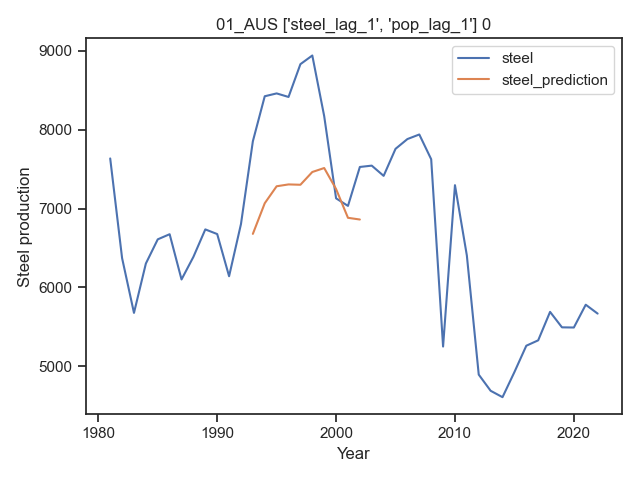 01_AUS ['steel_lag_1', 'pop_lag_1'] 0
steel
steel_prediction
9000
8000
7000
6000
5000
Steel production
1980
1990
2000
2010
2020
Year